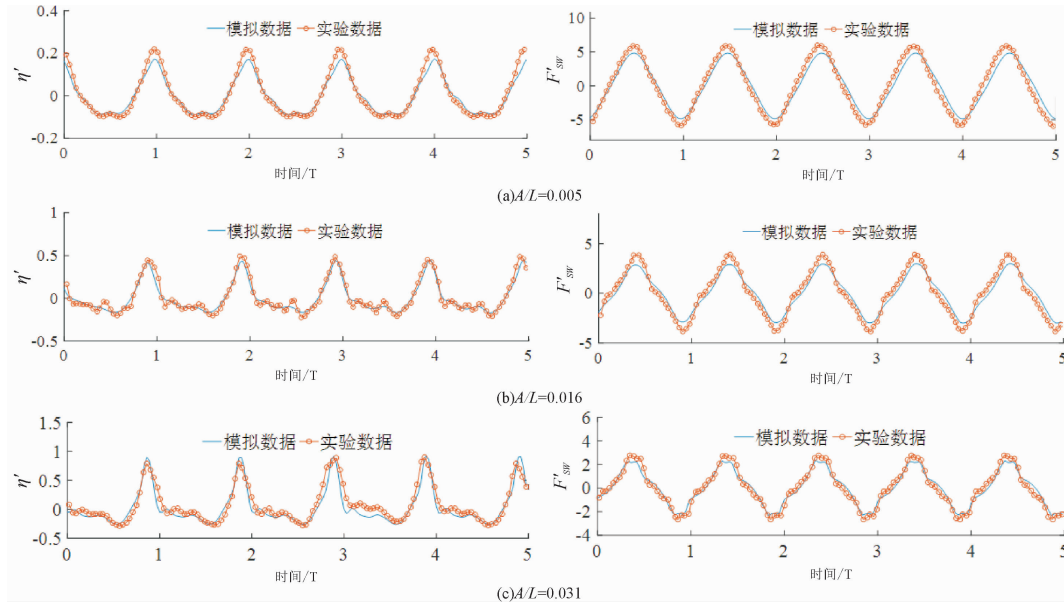 模拟数据 实验数据
η′
0.4
0.2
0
-0.2
0 1 2 3 4 5
时间/T
模拟数据 实验数据
F′SW
10
5
0
-5
0 1 2 3 4 5
时间/T
(a)A/L=0.005
模拟数据 实验数据
η′
1
0.5
0
-0.5
0 1 2 3 4 5
时间/T
模拟数据 实验数据
F′SW
5
0
-5
0 1 2 3 4 5
时间/T
(b)A/L=0.016
模拟数据 实验数据
η′
1.5
1
0.5
0
-0.5
0 1 2 3 4 5
时间/T
模拟数据 实验数据
F′SW
6
4
2
0
-2
-4
0 1 2 3 4 5
时间/T
(c)A/L=0.031